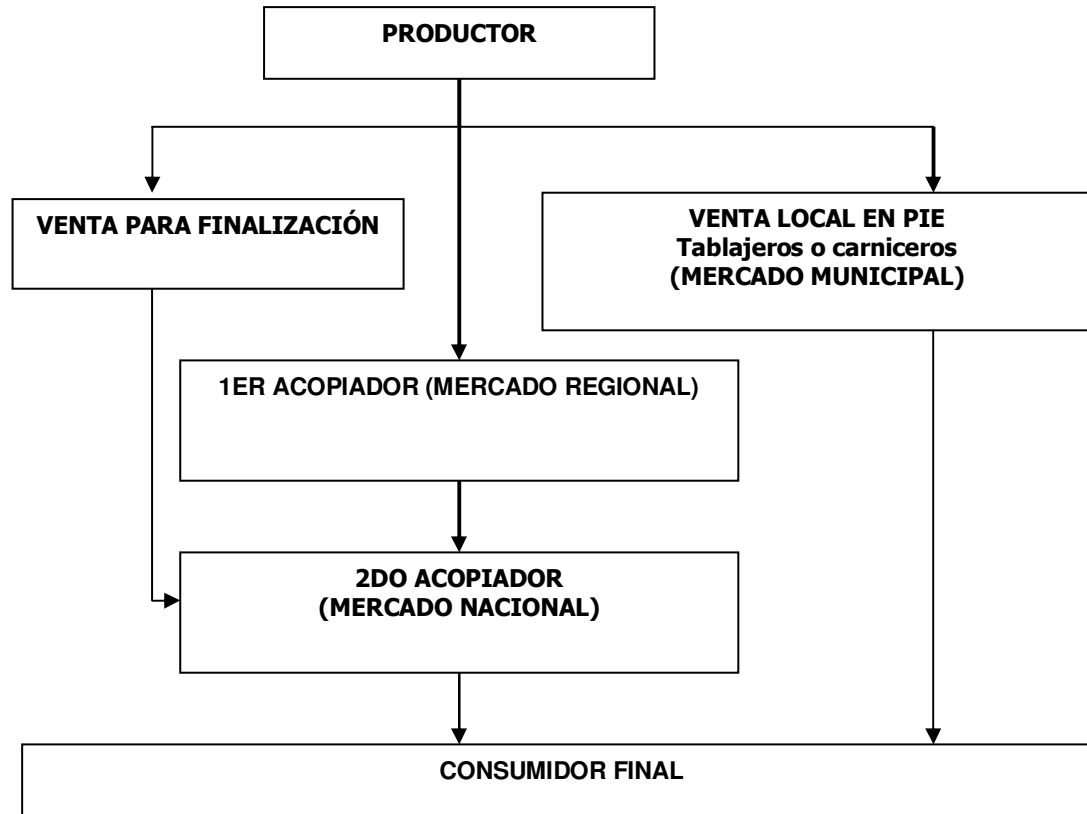 PRODUCTOR
VENTA PARA FINALIZACIÓN
VENTA LOCAL EN PIE
Tablajeros o carniceros
(MERCADO MUNICIPAL)
1ER ACOPIADOR (MERCADO REGIONAL)
2DO ACOPIADOR
(MERCADO NACIONAL)
CONSUMIDOR FINAL